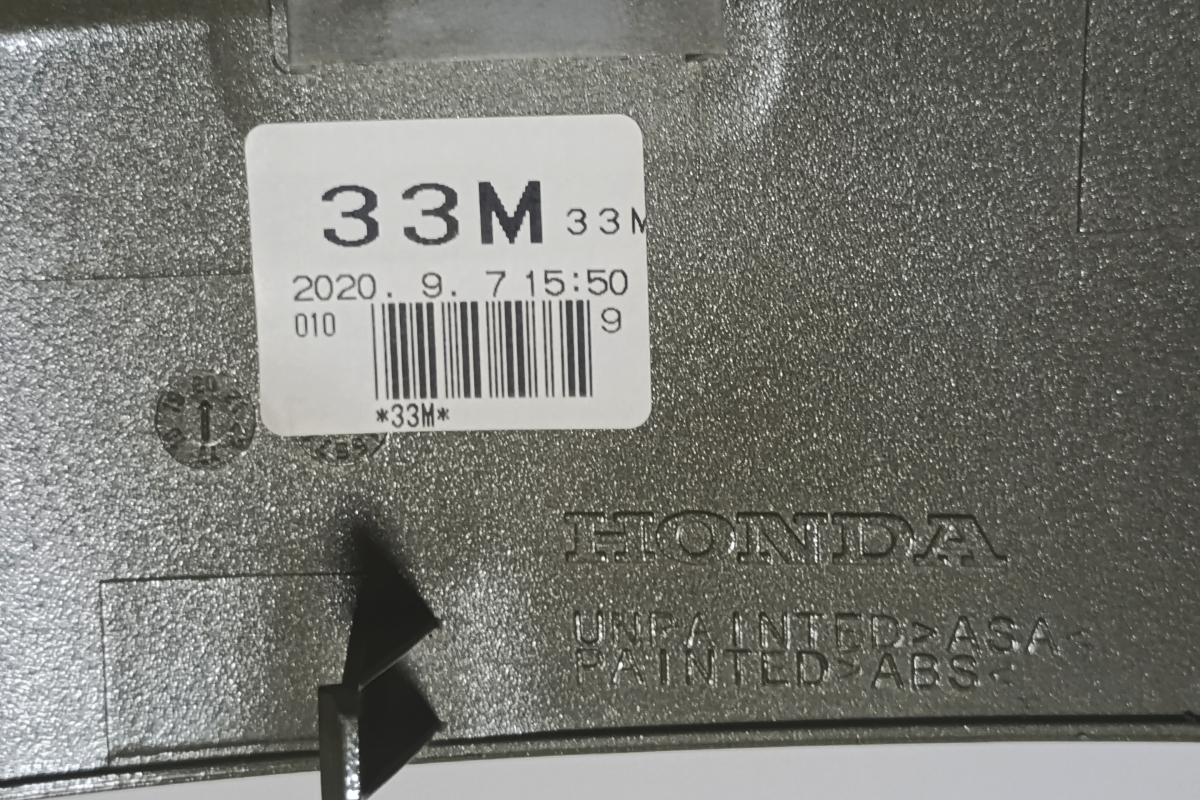 33M 33M
2020. 9. 7 15:50
010 9
*33M*
HONDA
UNPAINTED>ASA<
PAINTED>ABS<